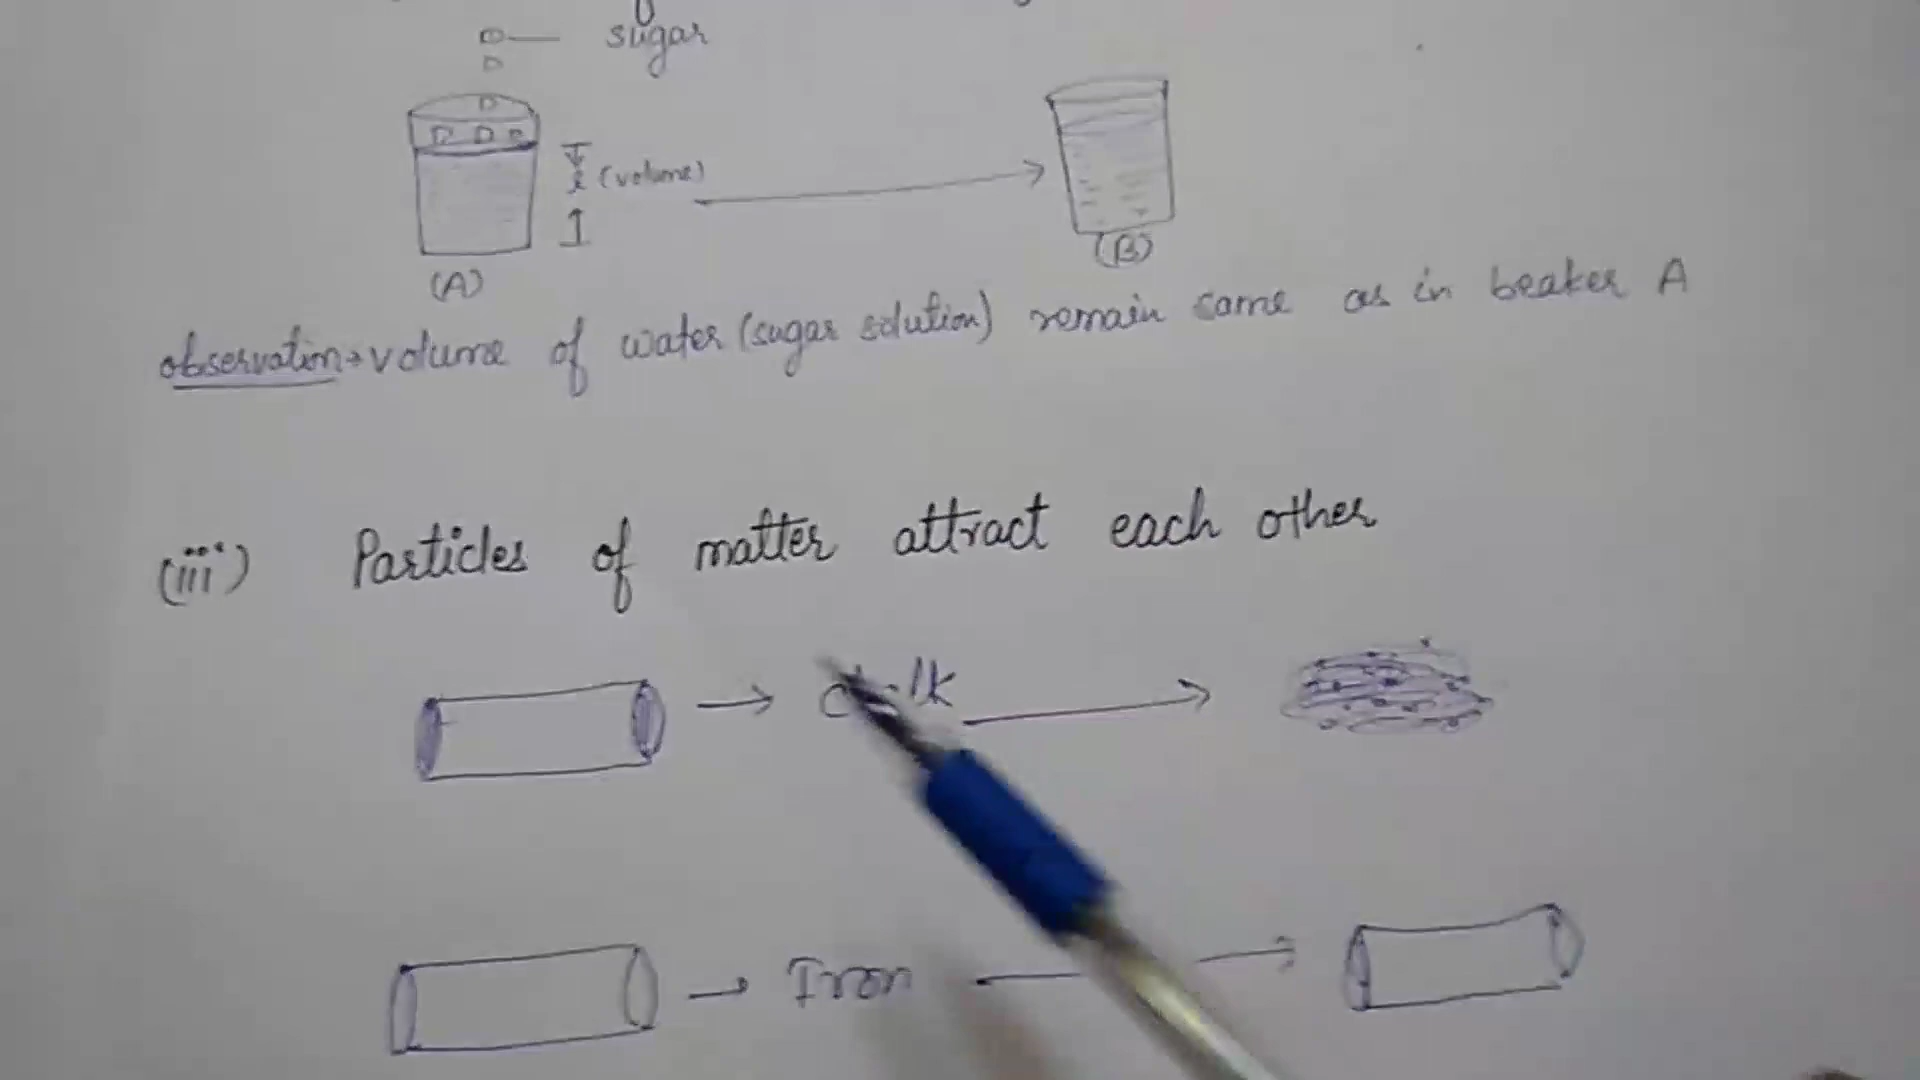 sugar
(volume)
(A)
(B)
observation→volume of water (sugar solution) remain same as in beaker A
(iii) Particles of matter attract each other
→ chalk →
→ Iron →